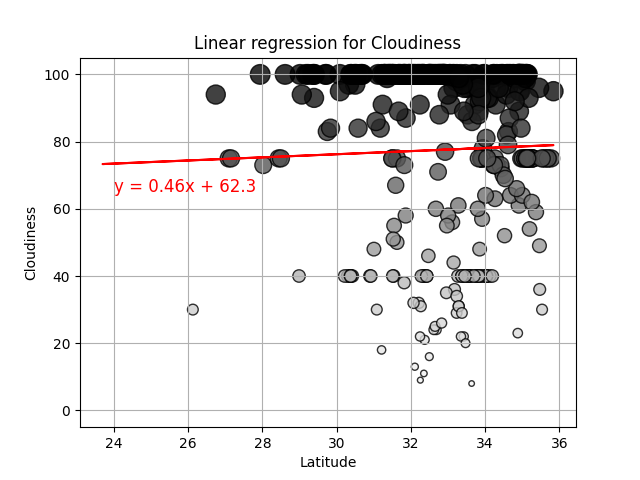 Linear regression for Cloudiness
100
80
60
40
20
0
Cloudiness
y = 0.46x + 62.3
24 26 28 30 32 34 36
Latitude